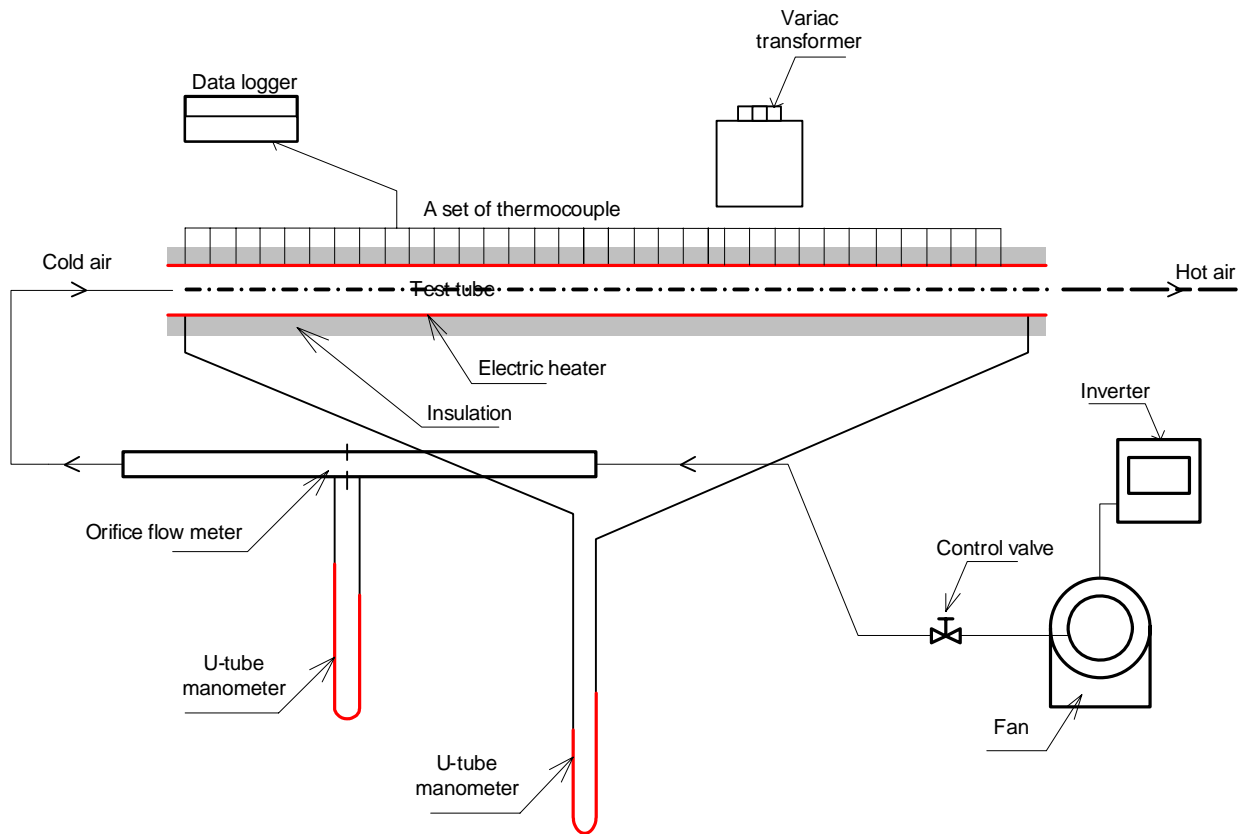 Variac
transformer
Data logger
A set of thermocouple
Cold air
Hot air
Test tube
Electric heater
Insulation
Inverter
Orifice flow meter
Control valve
U-tube
manometer
Fan
U-tube
manometer